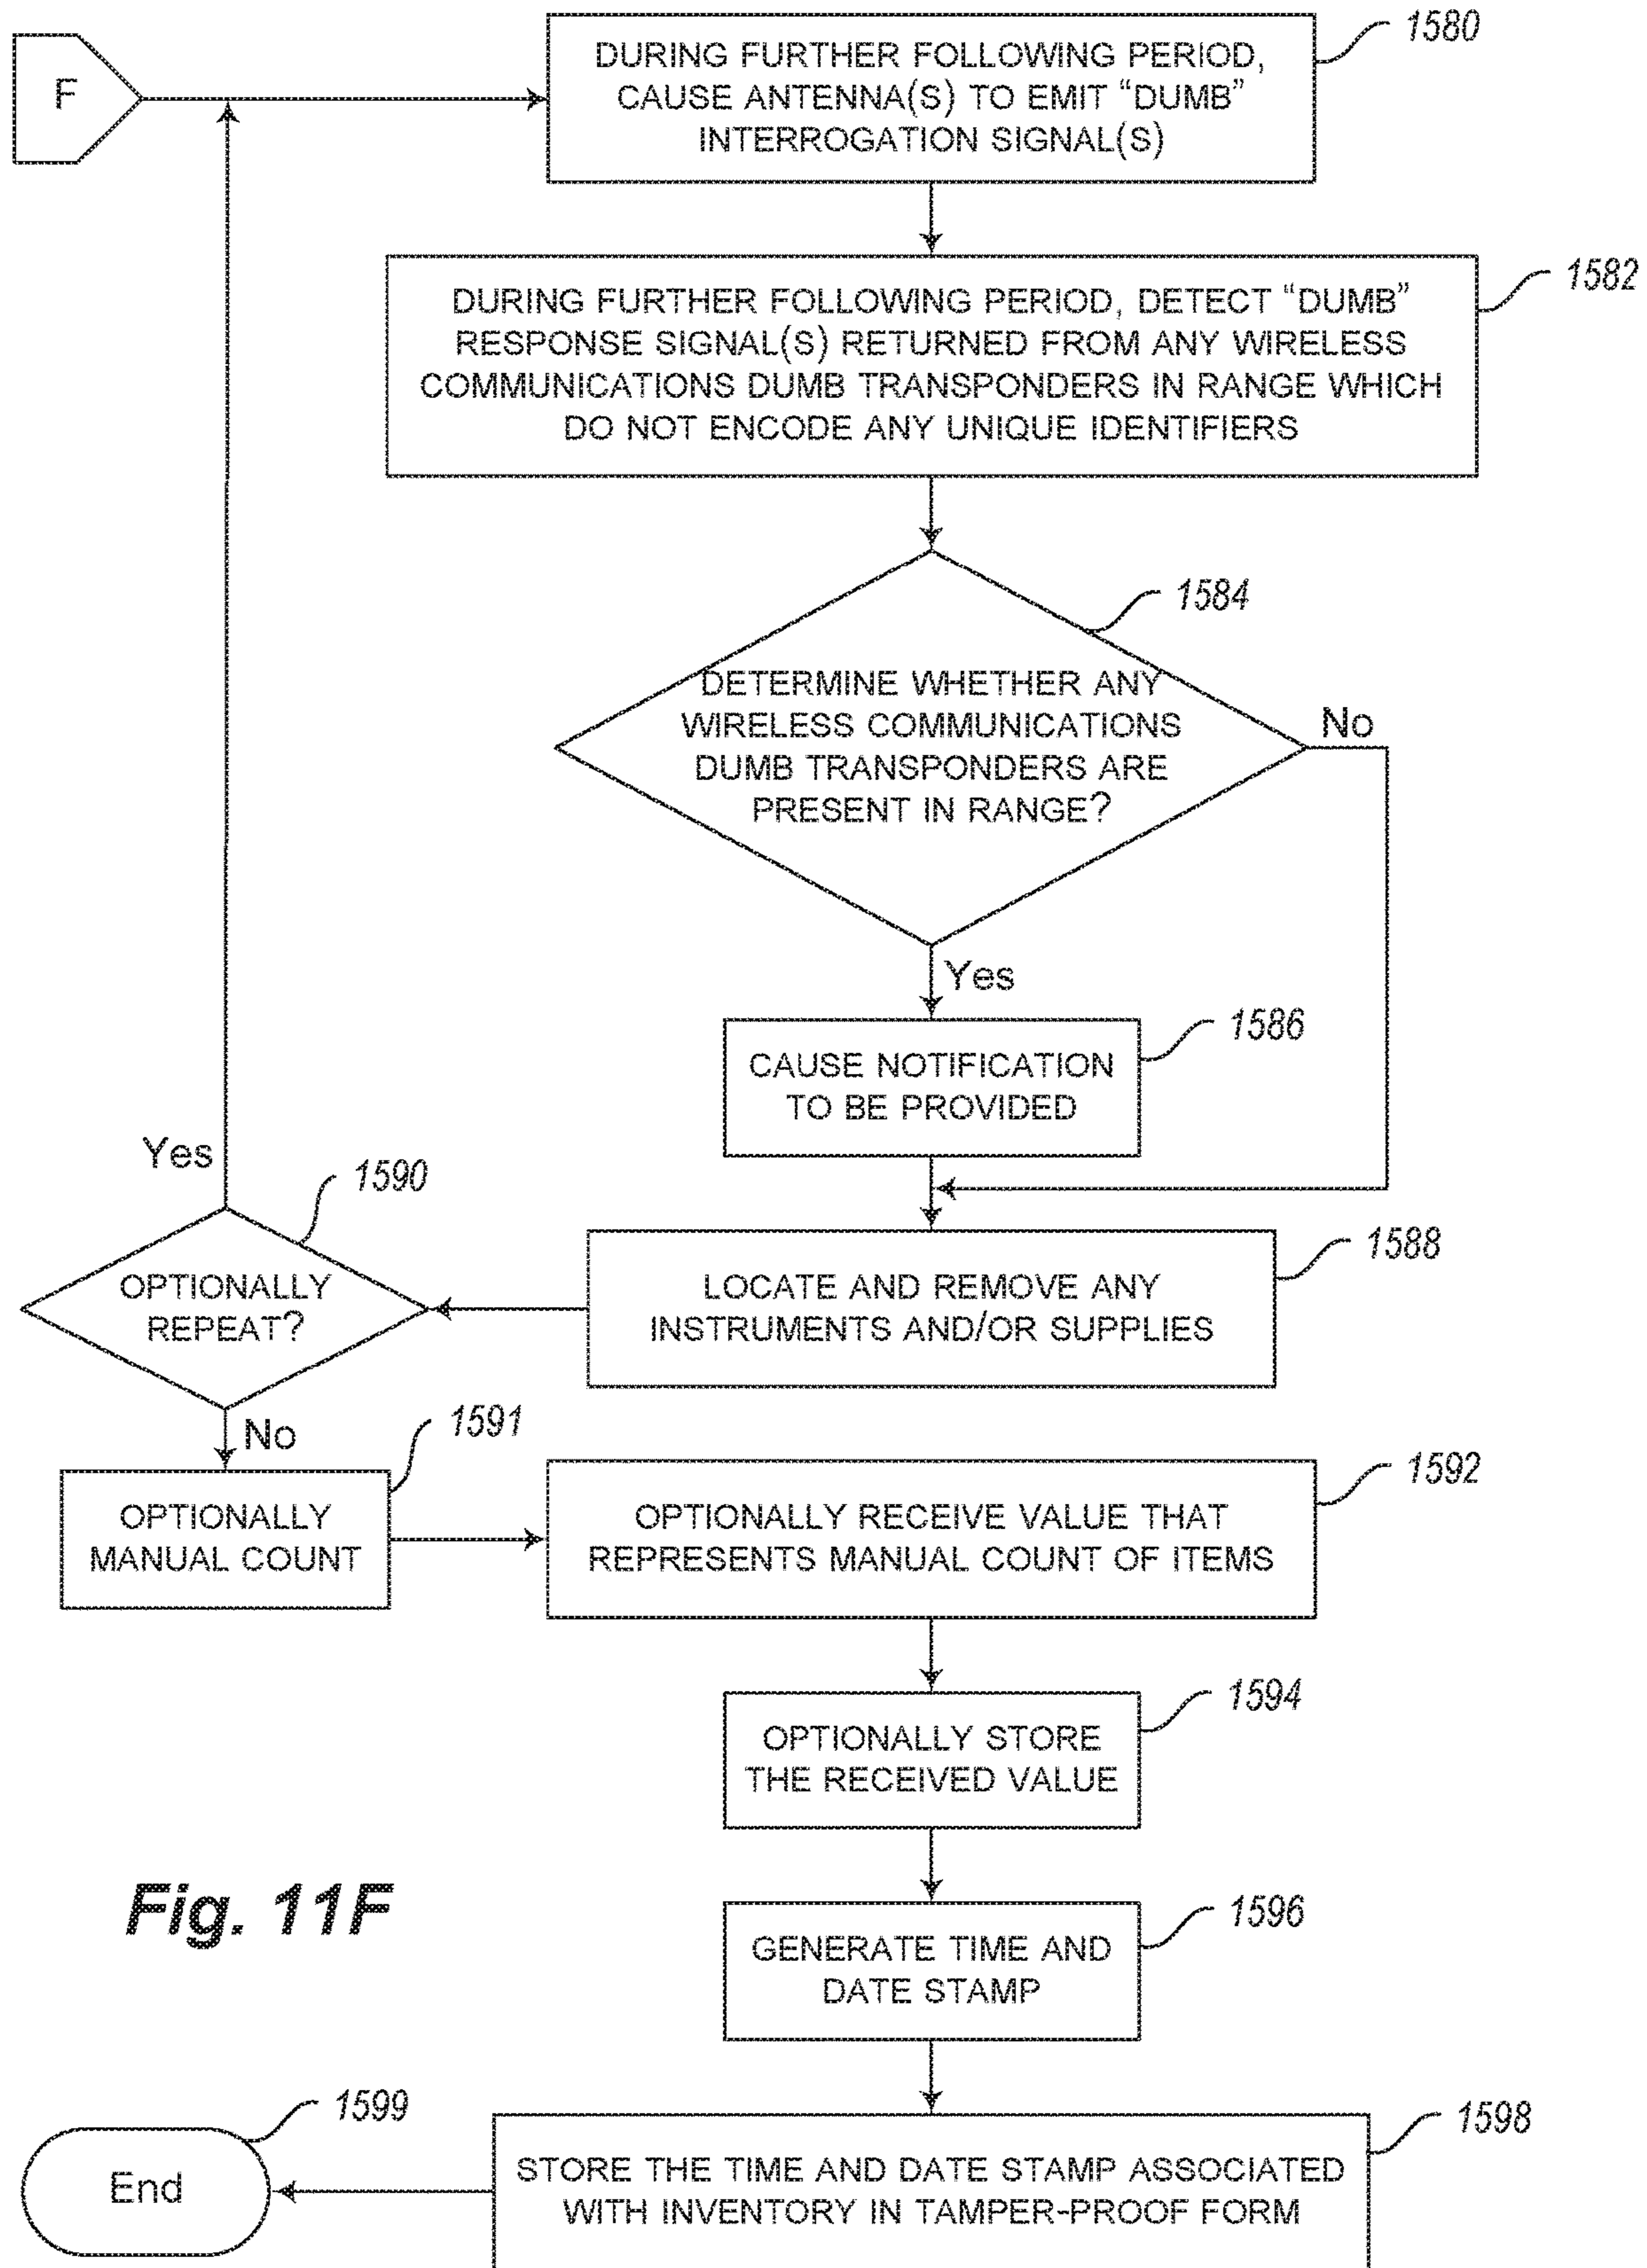 F
1580
DURING FURTHER FOLLOWING PERIOD,
CAUSE ANTENNA(S) TO EMIT “DUMB”
INTERROGATION SIGNAL(S)
1582
DURING FURTHER FOLLOWING PERIOD, DETECT “DUMB”
RESPONSE SIGNAL(S) RETURNED FROM ANY WIRELESS
COMMUNICATIONS DUMB TRANSPONDERS IN RANGE WHICH
DO NOT ENCODE ANY UNIQUE IDENTIFIERS
1584
DETERMINE WHETHER ANY
WIRELESS COMMUNICATIONS
DUMB TRANSPONDERS ARE
PRESENT IN RANGE?
No
Yes
1586
CAUSE NOTIFICATION
TO BE PROVIDED
1588
LOCATE AND REMOVE ANY
INSTRUMENTS AND/OR SUPPLIES
Yes
1590
OPTIONALLY
REPEAT?
No
1591
OPTIONALLY
MANUAL COUNT
1592
OPTIONALLY RECEIVE VALUE THAT
REPRESENTS MANUAL COUNT OF ITEMS
1594
OPTIONALLY STORE
THE RECEIVED VALUE
1596
GENERATE TIME AND
DATE STAMP
1598
STORE THE TIME AND DATE STAMP ASSOCIATED
WITH INVENTORY IN TAMPER-PROOF FORM
1599
End
Fig. 11F